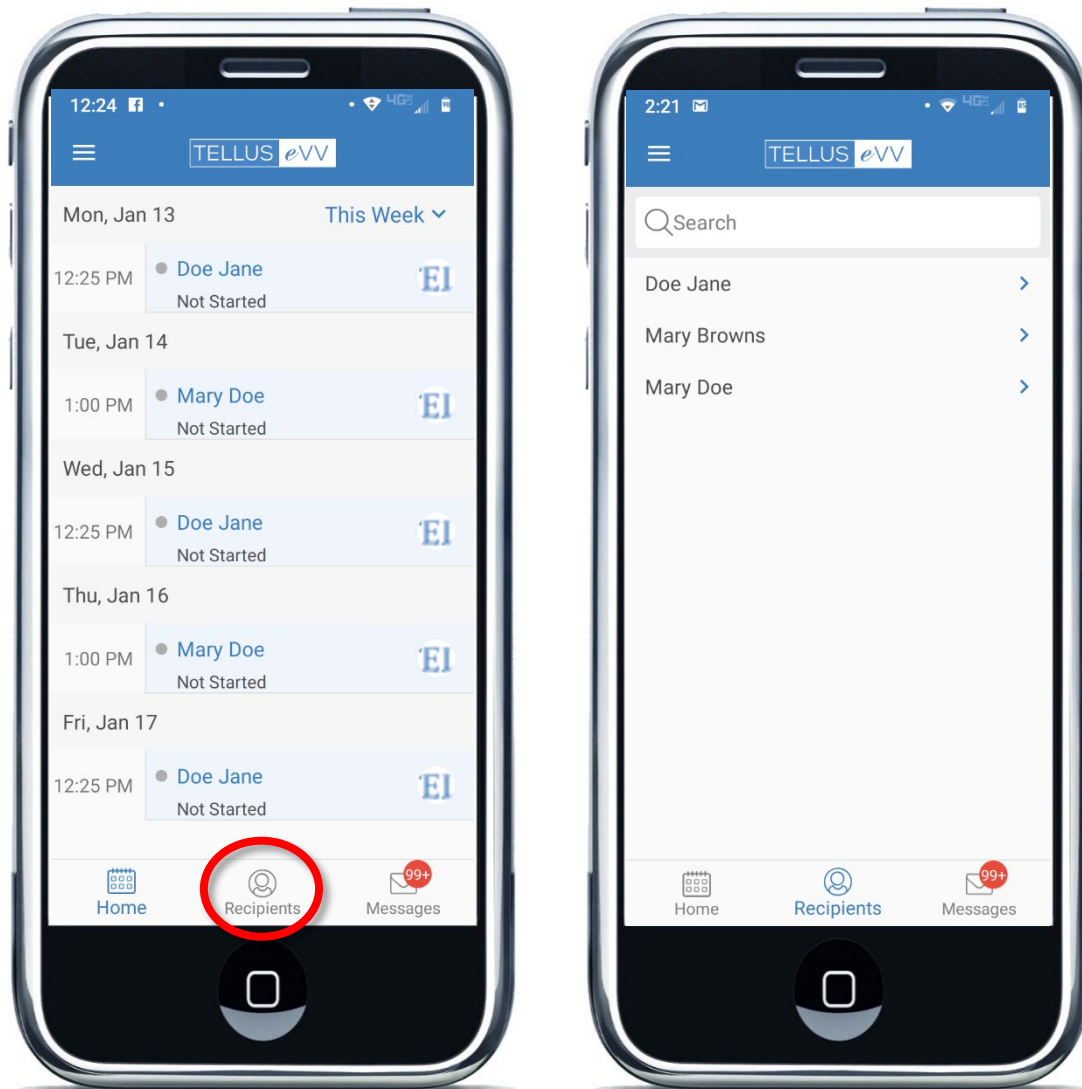 12:24
TELLUS eVV
Mon, Jan 13 This Week
12:25 PM Doe Jane EI
Not Started
Tue, Jan 14
1:00 PM Mary Doe EI
Not Started
Wed, Jan 15
12:25 PM Doe Jane EI
Not Started
Thu, Jan 16
1:00 PM Mary Doe EI
Not Started
Fri, Jan 17
12:25 PM Doe Jane EI
Not Started
99+
Home Recipients Messages
2:21
TELLUS eVV
Search
Doe Jane
Mary Browns
Mary Doe
99+
Home Recipients Messages